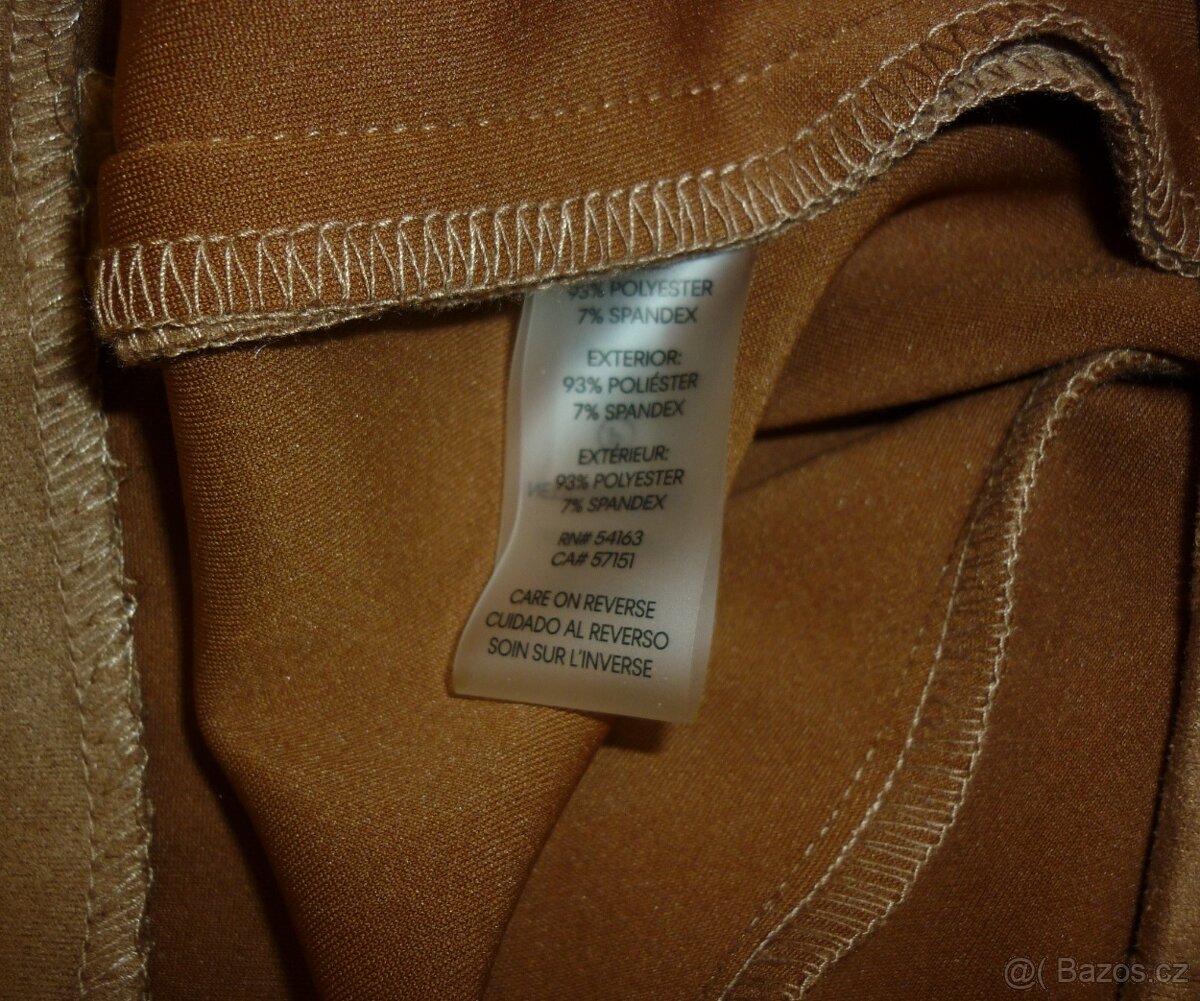 93% POLYESTER
7% SPANDEX
EXTERIOR:
93% POLIÉSTER
7% SPANDEX
EXTÉRIEUR:
93% POLYESTER
7% SPANDEX
RN# 54163
CA# 57151
CARE ON REVERSE
CUIDADO AL REVERSO
SOIN SUR L'INVERSE
@( Bazos.cz